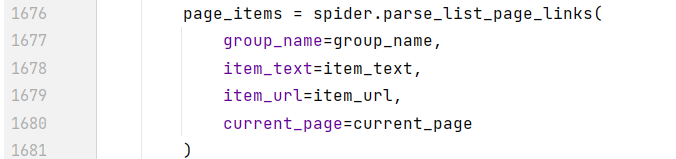 1676 page_items = spider.parse_list_page_links(
1677 group_name=group_name,
1678 item_text=item_text,
1679 item_url=item_url,
1680 current_page=current_page
1681 )